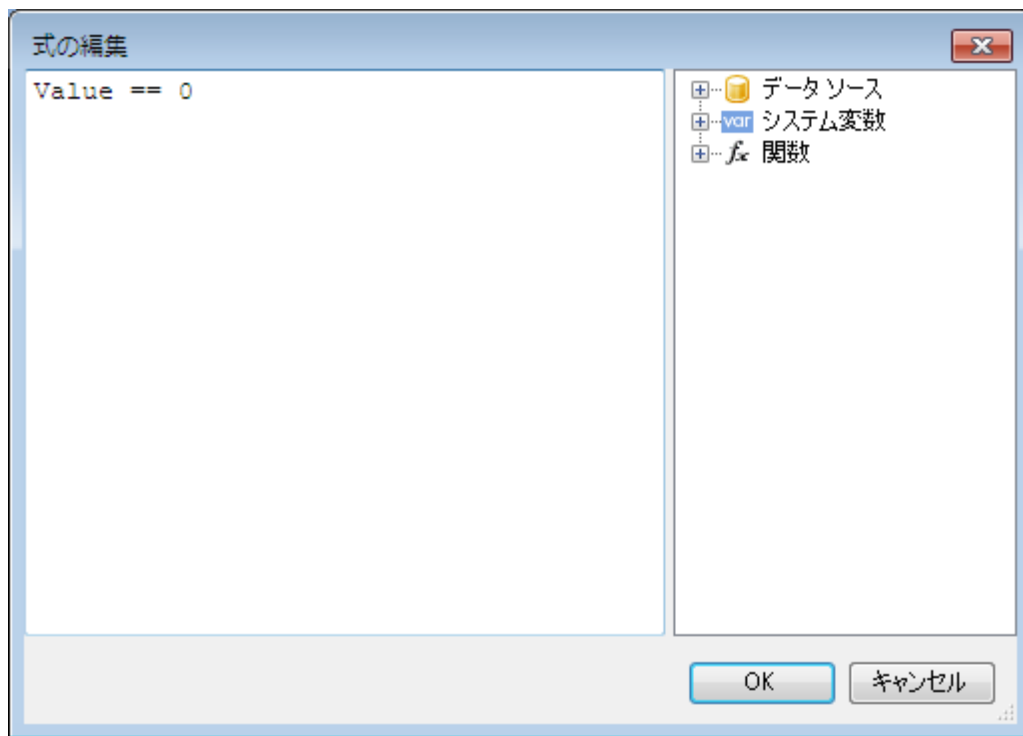 式の編集
Value == 0
データ ソース
var システム変数
fx 関数
OK
キャンセル